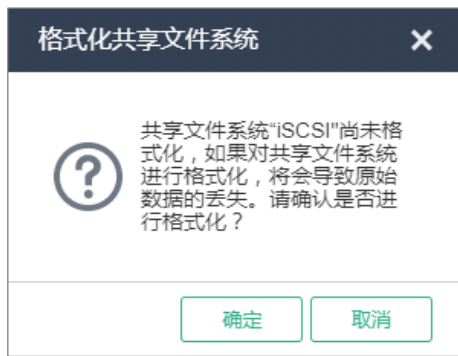 格式化共享文件系统
共享文件系统“iSCSI"尚未格
式化，如果对共享文件系统
进行格式化，将会导致原始
数据的丢失。请确认是否进
行格式化？
确定
取消